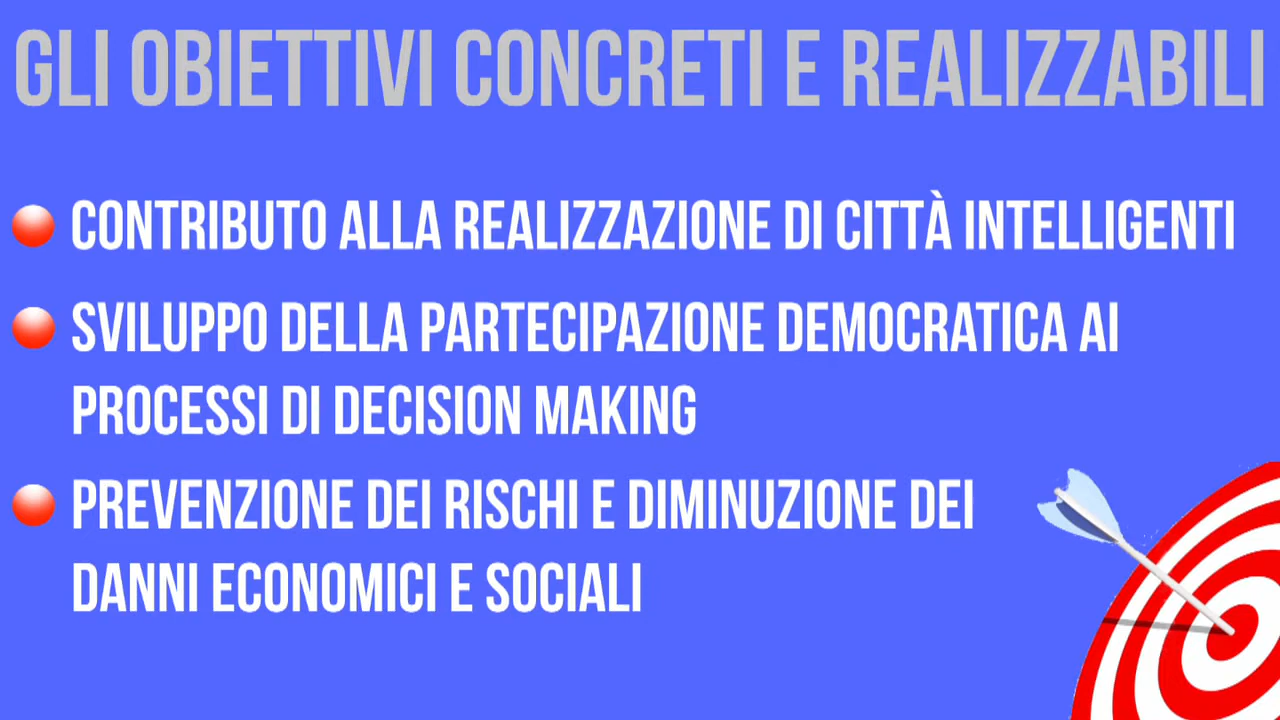 GLI OBIETTIVI CONCRETI E REALIZZABILI
CONTRIBUTO ALLA REALIZZAZIONE DI CITTÀ INTELLIGENTI
SVILUPPO DELLA PARTECIPAZIONE DEMOCRATICA AI
PROCESSI DI DECISION MAKING
PREVENZIONE DEI RISCHI E DIMINUZIONE DEI
DANNI ECONOMICI E SOCIALI